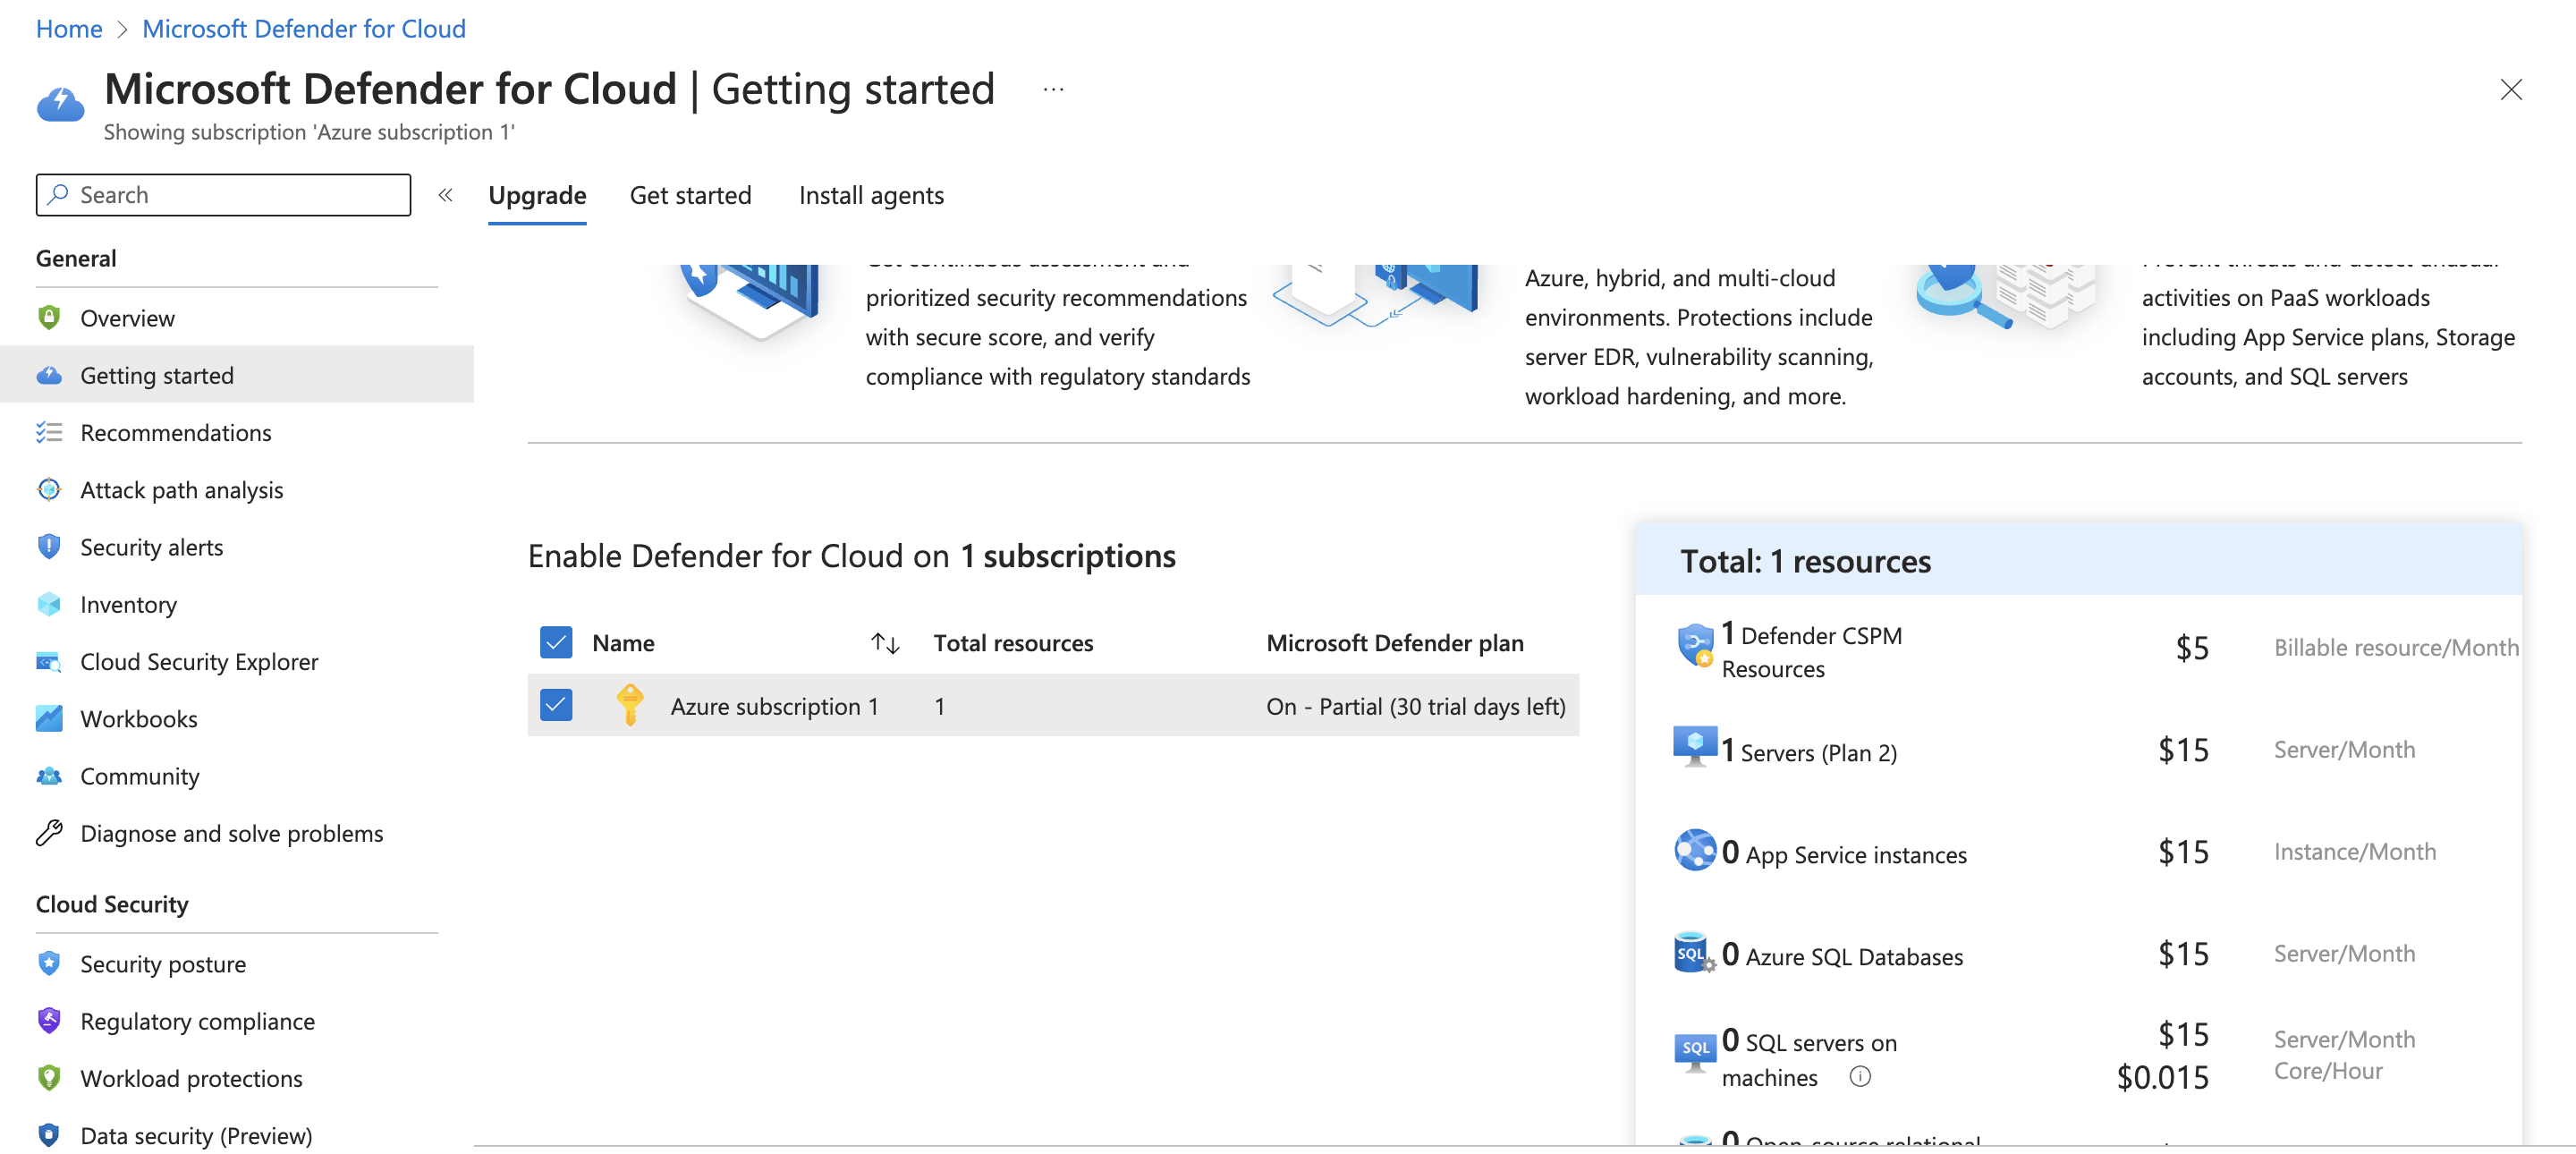 Home > Microsoft Defender for Cloud
Microsoft Defender for Cloud | Getting started ...
Showing subscription 'Azure subscription 1'
Search
«
Upgrade Get started Install agents
General
Overview
Getting started
Recommendations
Attack path analysis
Security alerts
Inventory
Cloud Security Explorer
Workbooks
Community
Diagnose and solve problems
Cloud Security
Security posture
Regulatory compliance
Workload protections
Data security (Preview)
prioritized security recommendations
with secure score, and verify
compliance with regulatory standards
Azure, hybrid, and multi-cloud
environments. Protections include
server EDR, vulnerability scanning,
workload hardening, and more.
activities on PaaS workloads
including App Service plans, Storage
accounts, and SQL servers
Enable Defender for Cloud on 1 subscriptions
Name ↑↓ Total resources Microsoft Defender plan
Azure subscription 1 1 On - Partial (30 trial days left)
Total: 1 resources
1 Defender CSPM
Resources
$5 Billable resource/Month
1 Servers (Plan 2) $15 Server/Month
0 App Service instances $15 Instance/Month
SQL 0 Azure SQL Databases $15 Server/Month
SQL 0 SQL servers on
machines
$15 Server/Month
$0.015 Core/Hour
0 Open-source relational